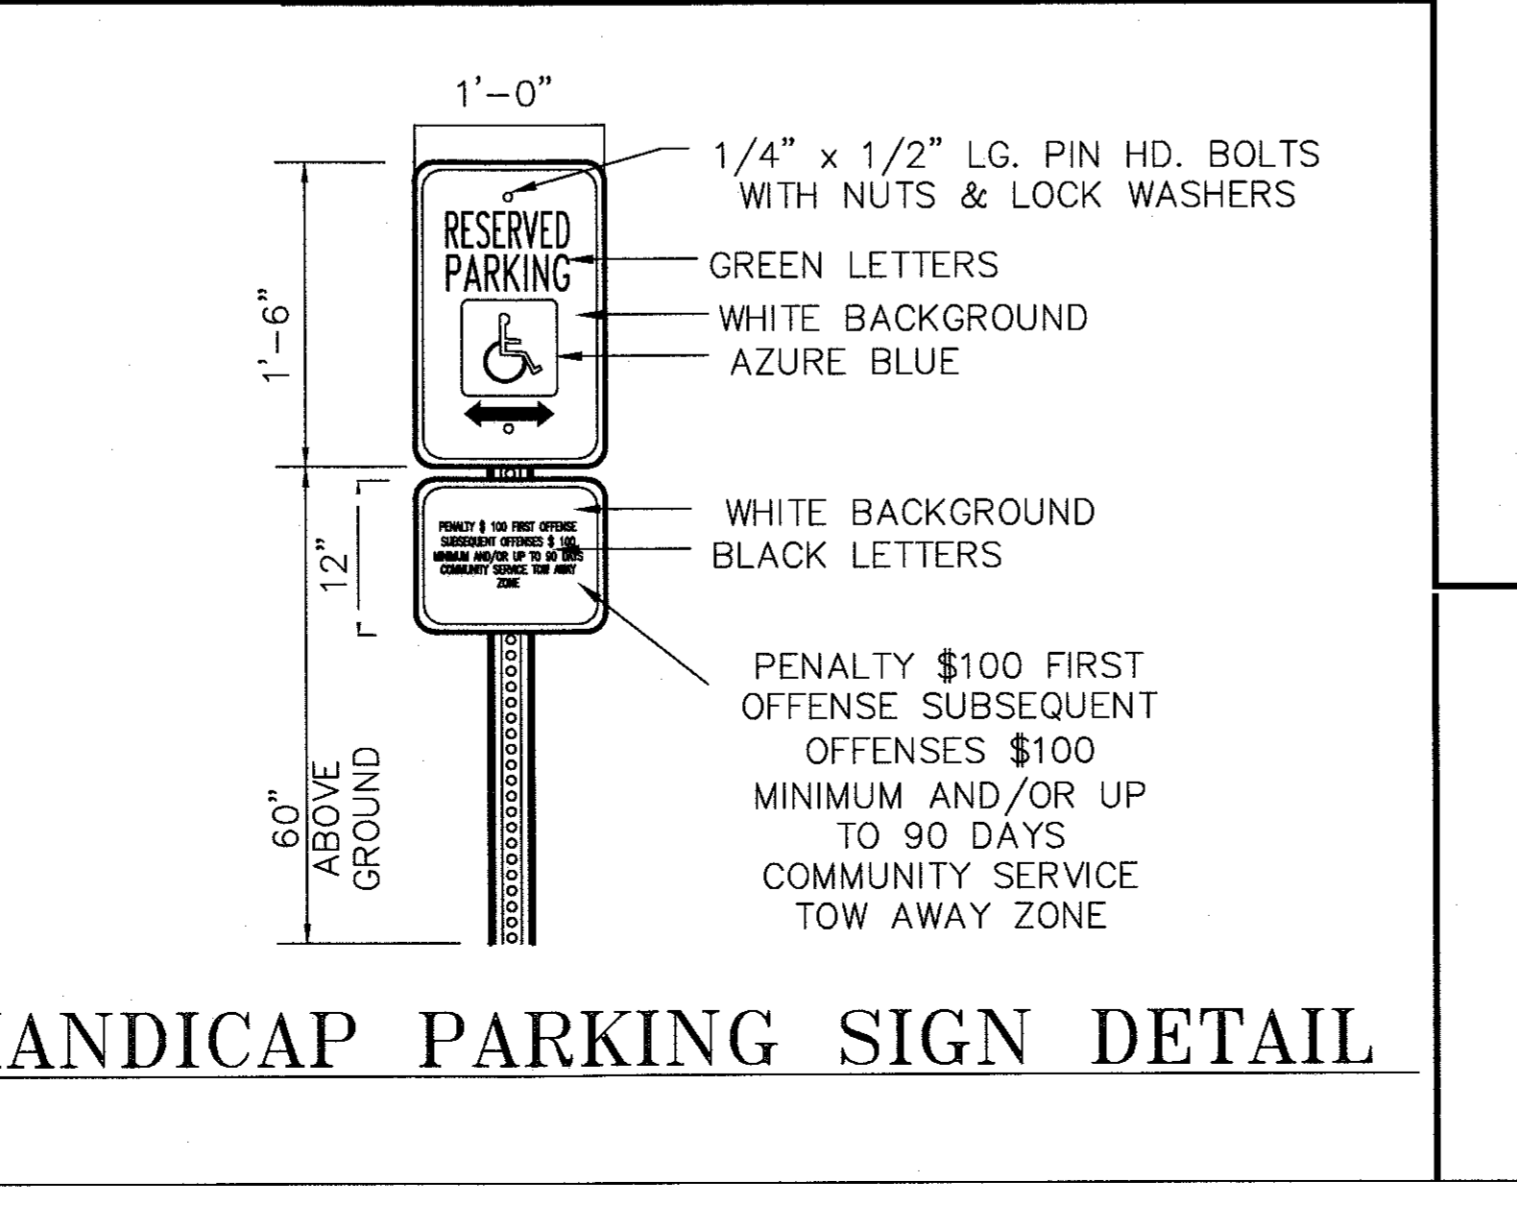 1'-0"
1/4" x 1/2" LG. PIN HD. BOLTS
WITH NUTS & LOCK WASHERS
RESERVED
PARKING
GREEN LETTERS
WHITE BACKGROUND
AZURE BLUE
1'-6"
WHITE BACKGROUND
BLACK LETTERS
PENALTY $ 100 FIRST OFFENSE
SUBSEQUENT OFFENSES $ 100
MINIMUM AND/OR UP TO 90 DAYS
COMMUNITY SERVICE TOW AWAY
ZONE
12"
PENALTY $100 FIRST
OFFENSE SUBSEQUENT
OFFENSES $100
MINIMUM AND/OR UP
TO 90 DAYS
COMMUNITY SERVICE
TOW AWAY ZONE
60"
ABOVE
GROUND
ANDICAP PARKING SIGN DETAIL